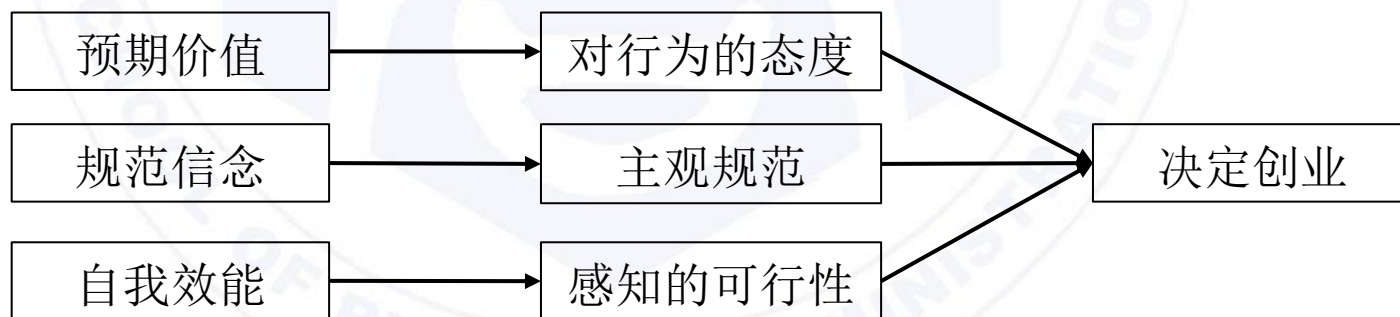 预期价值
对行为的态度
规范信念
主观规范
决定创业
自我效能
感知的可行性